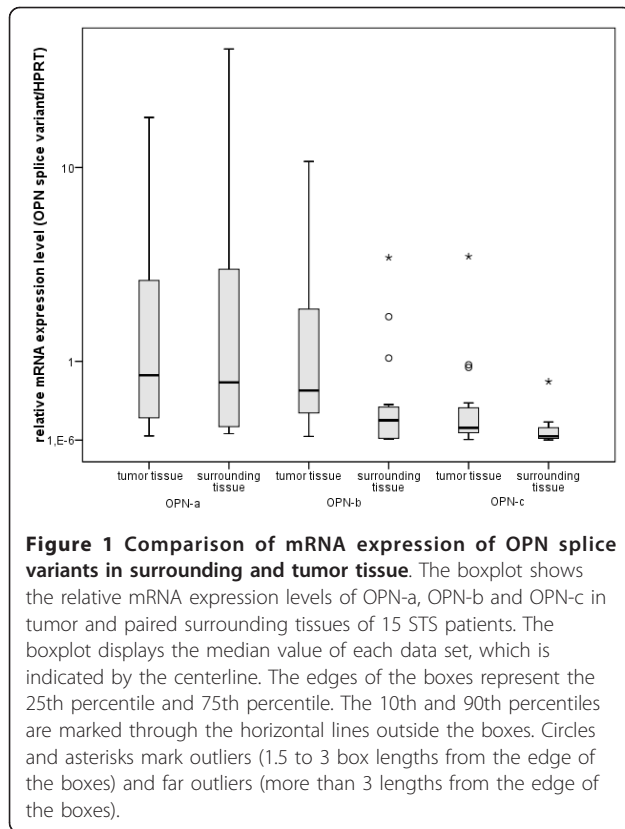 relative mRNA expression level (OPN splice variant/HPRT)
10
1
1,E-6
tumor tissue
surrounding
tissue
tumor tissue
surrounding
tissue
tumor tissue
surrounding
tissue
OPN-a
OPN-b
OPN-c
Figure 1 Comparison of mRNA expression of OPN splice
variants in surrounding and tumor tissue. The boxplot shows
the relative mRNA expression levels of OPN-a, OPN-b and OPN-c in
tumor and paired surrounding tissues of 15 STS patients. The
boxplot displays the median value of each data set, which is
indicated by the centerline. The edges of the boxes represent the
25th percentile and 75th percentile. The 10th and 90th percentiles
are marked through the horizontal lines outside the boxes. Circles
and asterisks mark outliers (1.5 to 3 box lengths from the edge of
the boxes) and far outliers (more than 3 lengths from the edge of
the boxes).